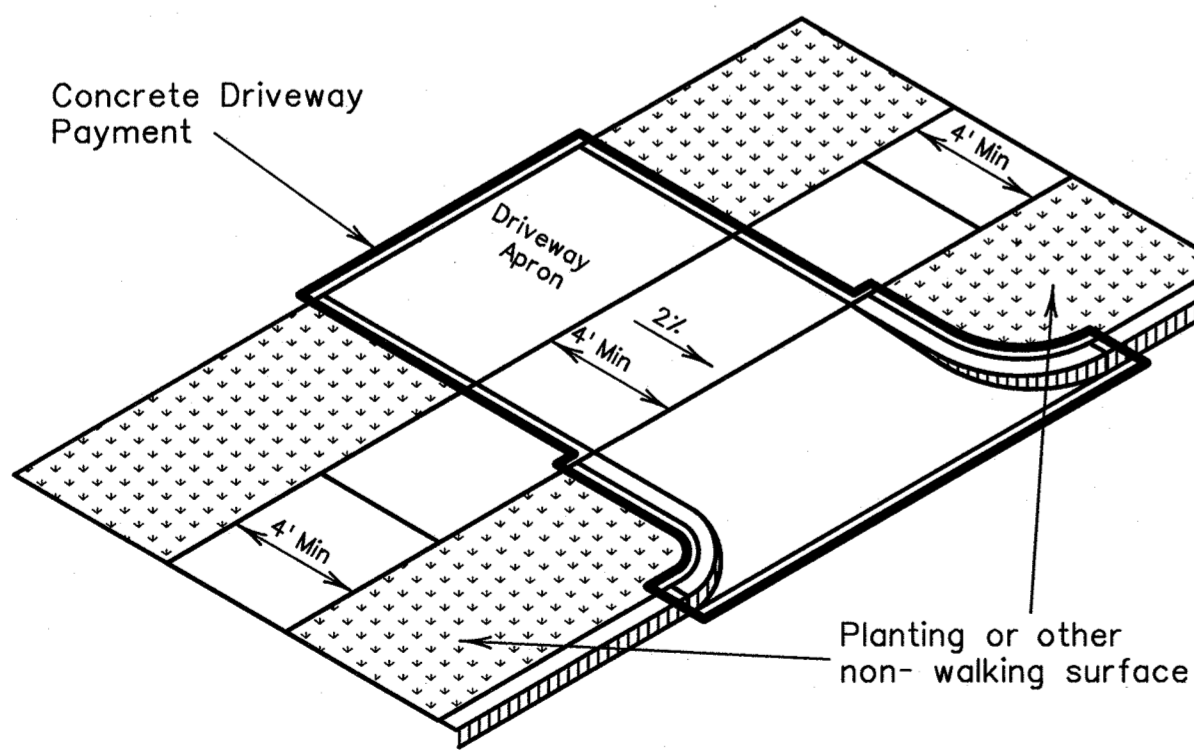 Concrete Driveway
Payment
4' Min
Driveway
Apron
2%
4' Min
4' Min
Planting or other
non- walking surface